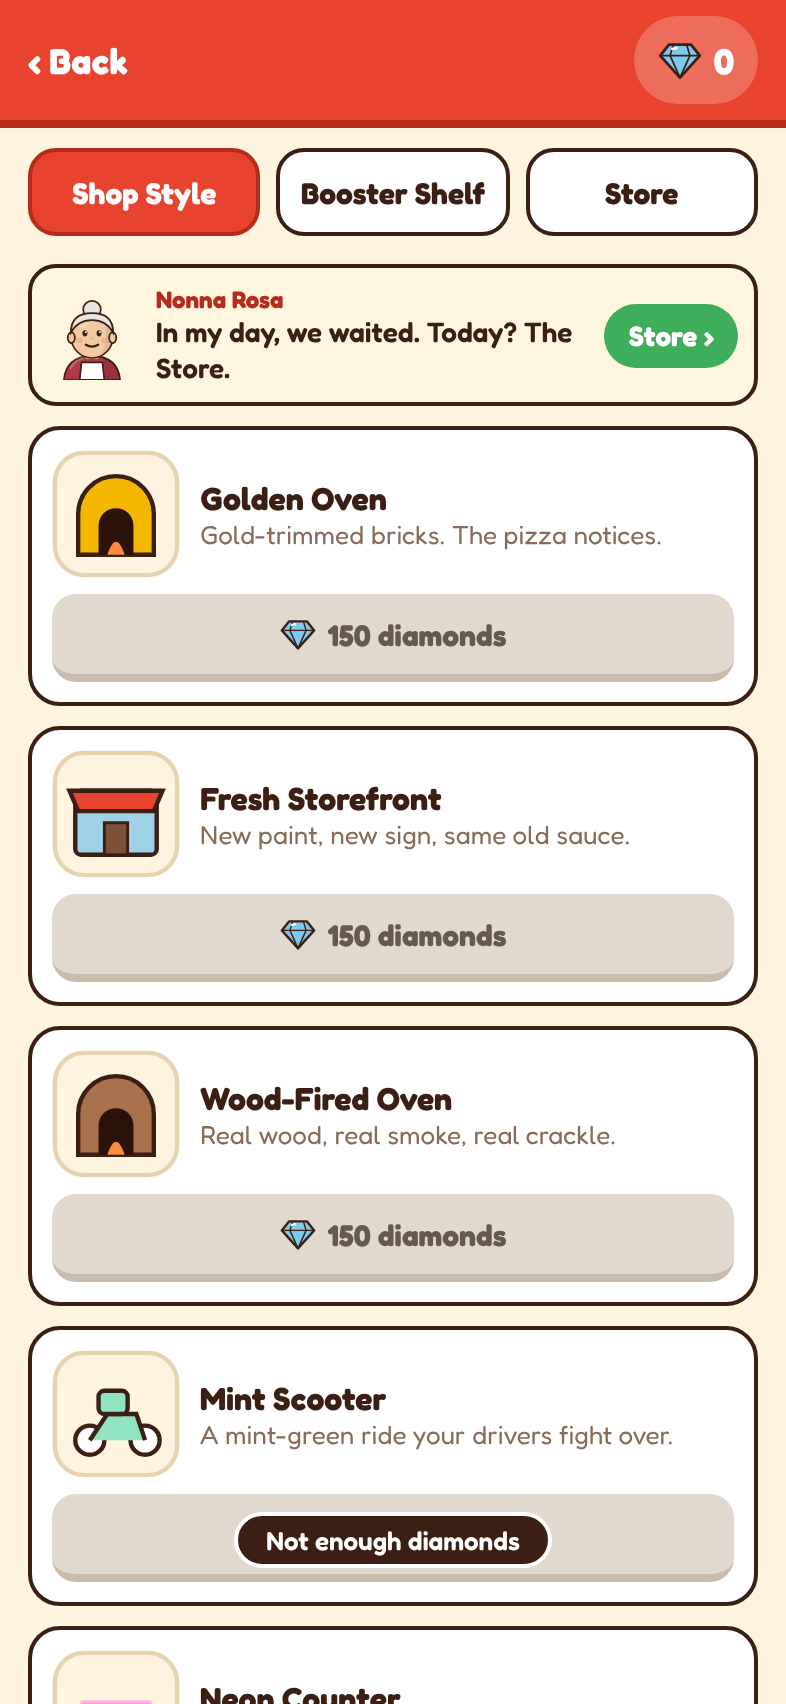 ‹ Back
0
Shop Style
Booster Shelf
Store
Nonna Rosa
In my day, we waited. Today? The
Store.
Store ›
Golden Oven
Gold-trimmed bricks. The pizza notices.
150 diamonds
Fresh Storefront
New paint, new sign, same old sauce.
150 diamonds
Wood-Fired Oven
Real wood, real smoke, real crackle.
150 diamonds
Mint Scooter
A mint-green ride your drivers fight over.
Not enough diamonds
Neon Counter